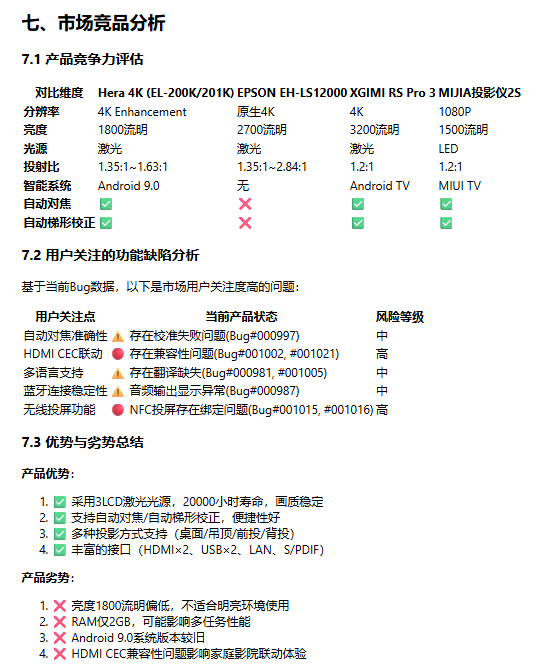 七、市场竞品分析
7.1 产品竞争力评估
对比维度 Hera 4K (EL-200K/201K) EPSON EH-LS12000 XGIMI RS Pro 3 MIJIA投影仪2S
分辨率 4K Enhancement 原生4K 4K 1080P
亮度 1800流明 2700流明 3200流明 1500流明
光源 激光 激光 激光 LED
投射比 1.35:1~1.63:1 1.35:1~2.84:1 1.2:1 1.2:1
智能系统 Android 9.0 无 Android TV MIUI TV
自动对焦 ✅ ❌ ✅ ✅
自动梯形校正 ✅ ❌ ✅ ✅
7.2 用户关注的功能缺陷分析
基于当前Bug数据，以下是市场用户关注度高的问题：
用户关注点 当前产品状态 风险等级
自动对焦准确性 ⚠️ 存在校准失败问题(Bug#000997) 中
HDMI CEC联动 🔴 存在兼容性问题(Bug#001002, #001021) 高
多语言支持 ⚠️ 存在翻译缺失(Bug#000981, #001005) 中
蓝牙连接稳定性 ⚠️ 音频输出显示异常(Bug#000987) 中
无线投屏功能 🔴 NFC投屏存在绑定问题(Bug#001015, #001016) 高
7.3 优势与劣势总结
产品优势：
1. ✅ 采用3LCD激光光源，20000小时寿命，画质稳定
2. ✅ 支持自动对焦/自动梯形校正，便捷性好
3. ✅ 多种投影方式支持（桌面/吊顶/前投/背投）
4. ✅ 丰富的接口（HDMI×2、USB×2、LAN、S/PDIF）
产品劣势：
1. ❌ 亮度1800流明偏低，不适合明亮环境使用
2. ❌ RAM仅2GB，可能影响多任务性能
3. ❌ Android 9.0系统版本较旧
4. ❌ HDMI CEC兼容性问题影响家庭影院联动体验